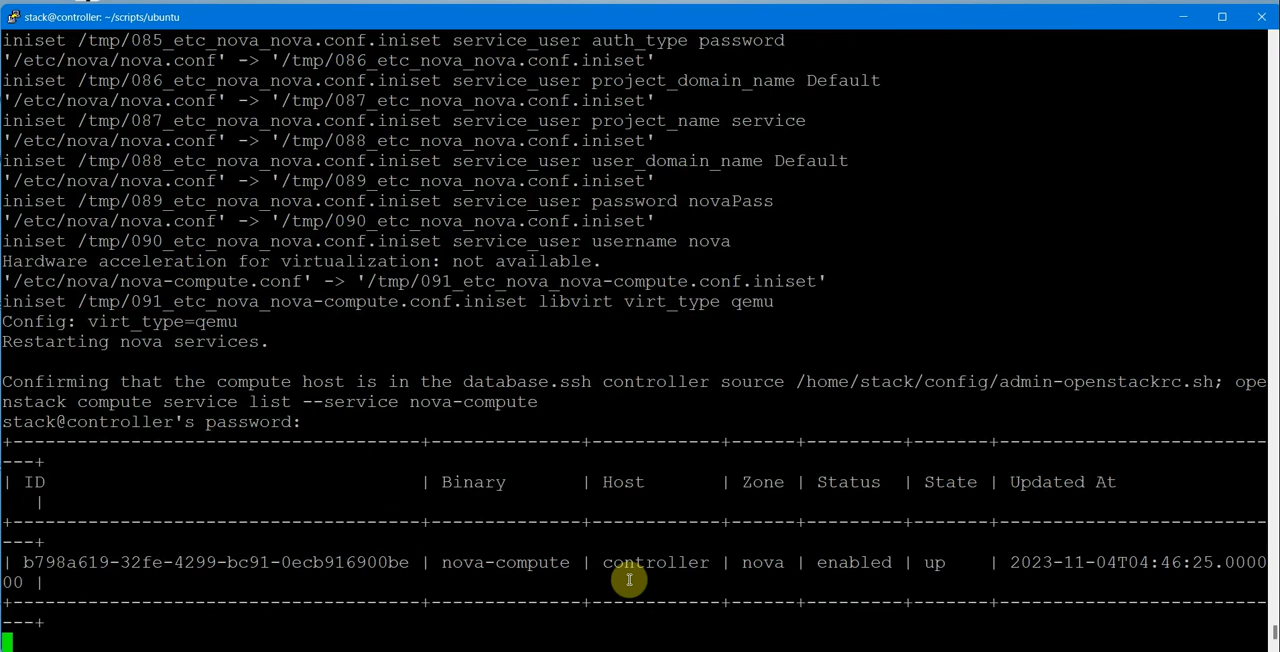 stack@controller: ~/scripts/ubuntu
iniset /tmp/085_etc_nova_nova.conf.iniset service_user auth_type password
'/etc/nova/nova.conf' -> '/tmp/086_etc_nova_nova.conf.iniset'
iniset /tmp/086_etc_nova_nova.conf.iniset service_user project_domain_name Default
'/etc/nova/nova.conf' -> '/tmp/087_etc_nova_nova.conf.iniset'
iniset /tmp/087_etc_nova_nova.conf.iniset service_user project_name service
'/etc/nova/nova.conf' -> '/tmp/088_etc_nova_nova.conf.iniset'
iniset /tmp/088_etc_nova_nova.conf.iniset service_user user_domain_name Default
'/etc/nova/nova.conf' -> '/tmp/089_etc_nova_nova.conf.iniset'
iniset /tmp/089_etc_nova_nova.conf.iniset service_user password novaPass
'/etc/nova/nova.conf' -> '/tmp/090_etc_nova_nova.conf.iniset'
iniset /tmp/090_etc_nova_nova.conf.iniset service_user username nova
Hardware acceleration for virtualization: not available.
'/etc/nova/nova-compute.conf' -> '/tmp/091_etc_nova_nova-compute.conf.iniset'
iniset /tmp/091_etc_nova_nova-compute.conf.iniset libvirt virt_type qemu
Config: virt_type=qemu
Restarting nova services.
Confirming that the compute host is in the database.ssh controller source /home/stack/config/admin-openstackrc.sh; ope
nstack compute service list --service nova-compute
stack@controller's password:
+--------------------------------------+--------------+------------+------+---------+-------+-------------------------
---+
| ID                                   | Binary       | Host       | Zone | Status  | State | Updated At
   |
+--------------------------------------+--------------+------------+------+---------+-------+-------------------------
---+
| b798a619-32fe-4299-bc91-0ecb916900be | nova-compute | controller | nova | enabled | up    | 2023-11-04T04:46:25.0000
00 |
+--------------------------------------+--------------+------------+------+---------+-------+-------------------------
---+